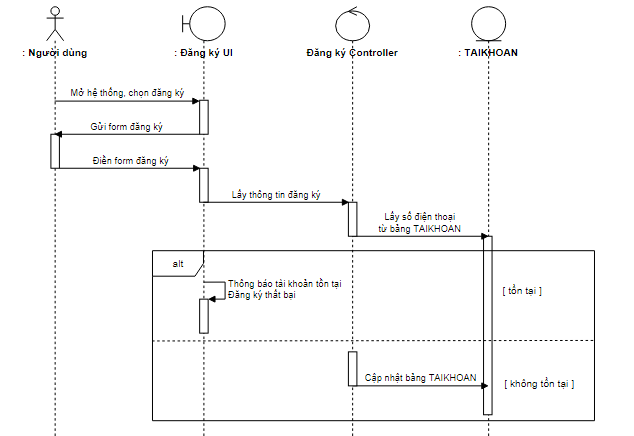 : Người dùng
: Đăng ký UI
Đăng ký Controller
: TAIKHOAN
Mở hệ thống, chọn đăng ký
Gửi form đăng ký
Điền form đăng ký
Lấy thông tin đăng ký
Lấy số điện thoại
từ bảng TAIKHOAN
alt
Thông báo tài khoản tồn tại
Đăng ký thất bại
[ tồn tại ]
Cập nhật bảng TAIKHOAN
[ không tồn tại ]